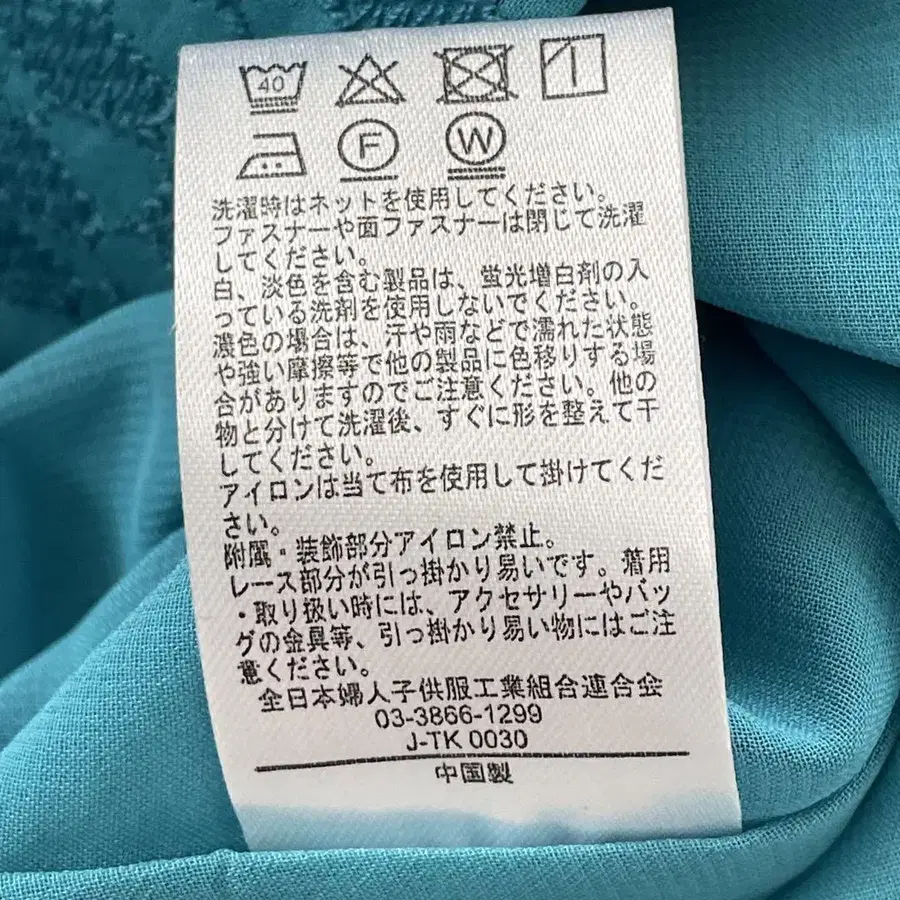 40
F W
洗濯時はネットを使用してください。
ファスナーや面ファスナーは閉じて洗濯
してください。
白、淡色を含む製品は、蛍光増白剤の入
っている洗剤を使用しないでください。
濃色の場合は、汗や雨などで濡れた状態
や強い摩擦等で他の製品に色移りする場
合がありますのでご注意ください。他の
物と分けて洗濯後、すぐに形を整えて干
してください。
アイロンは当て布を使用して掛けてくだ
さい。
附属・装飾部分アイロン禁止。
レース部分が引っ掛かり易いです。着用
・取り扱い時には、アクセサリーやバッ
グの金具等、引っ掛かり易い物にはご注
意ください。
全日本婦人子供服工業組合連合会
03-3866-1299
J-TK 0030
中国製